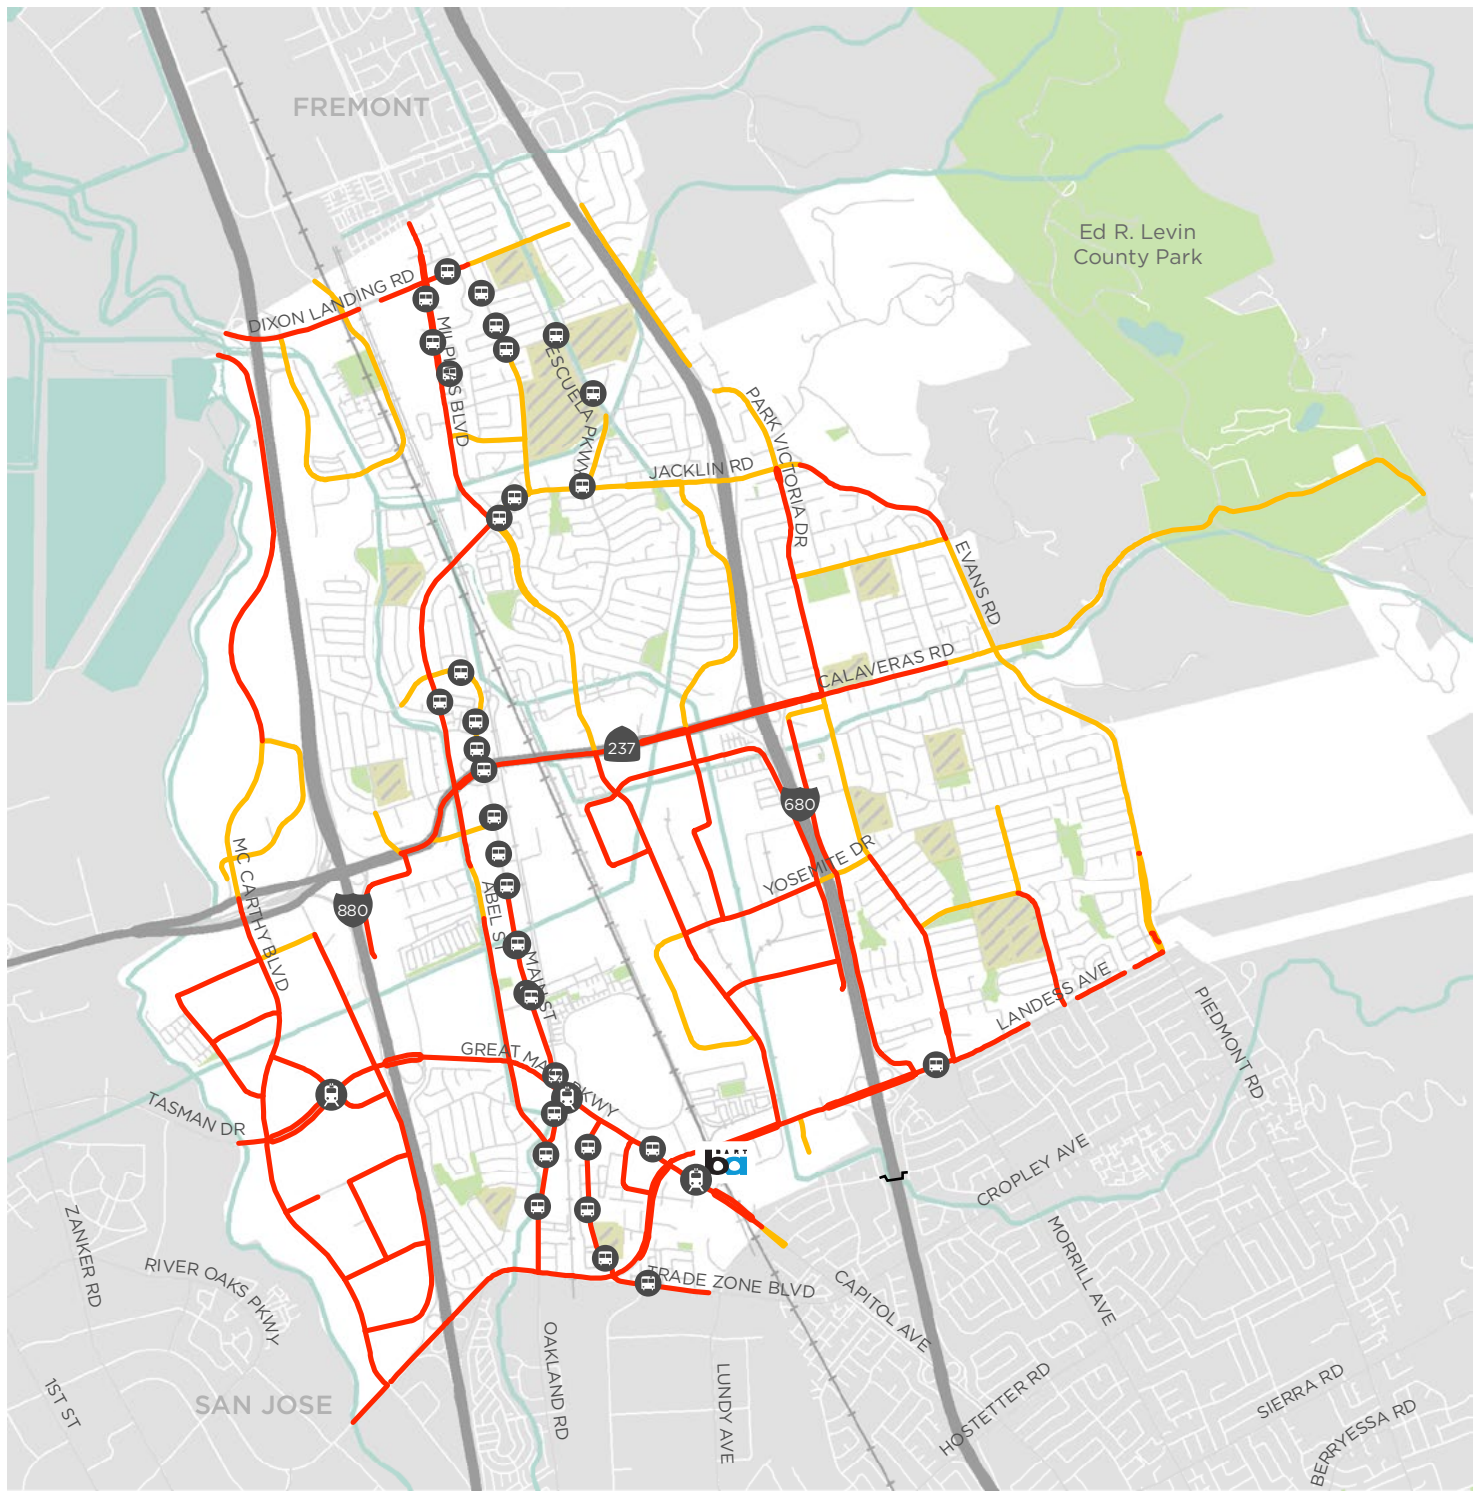 FREMONT
Ed R. Levin
County Park
DIXON LANDING RD
MILPITAS BLVD
ESCUELA PKWY
PARK VICTORIA DR
JACKLIN RD
EVANS RD
CALAVERAS RD
237
680
YOSEMITE DR
MC CARTHY BLVD
880
ABEL ST
MAIN ST
LANDESS AVE
PIEDMONT RD
GREAT MALL PKWY
TASMAN DR
BART
ba
CROPLEY AVE
ZANKER RD
RIVER OAKS PKWY
MORRILL AVE
TRADE ZONE BLVD
CAPITOL AVE
OAKLAND RD
LUNDY AVE
1ST ST
SAN JOSE
HOSTETTER RD
SIERRA RD
BERRYESSA RD